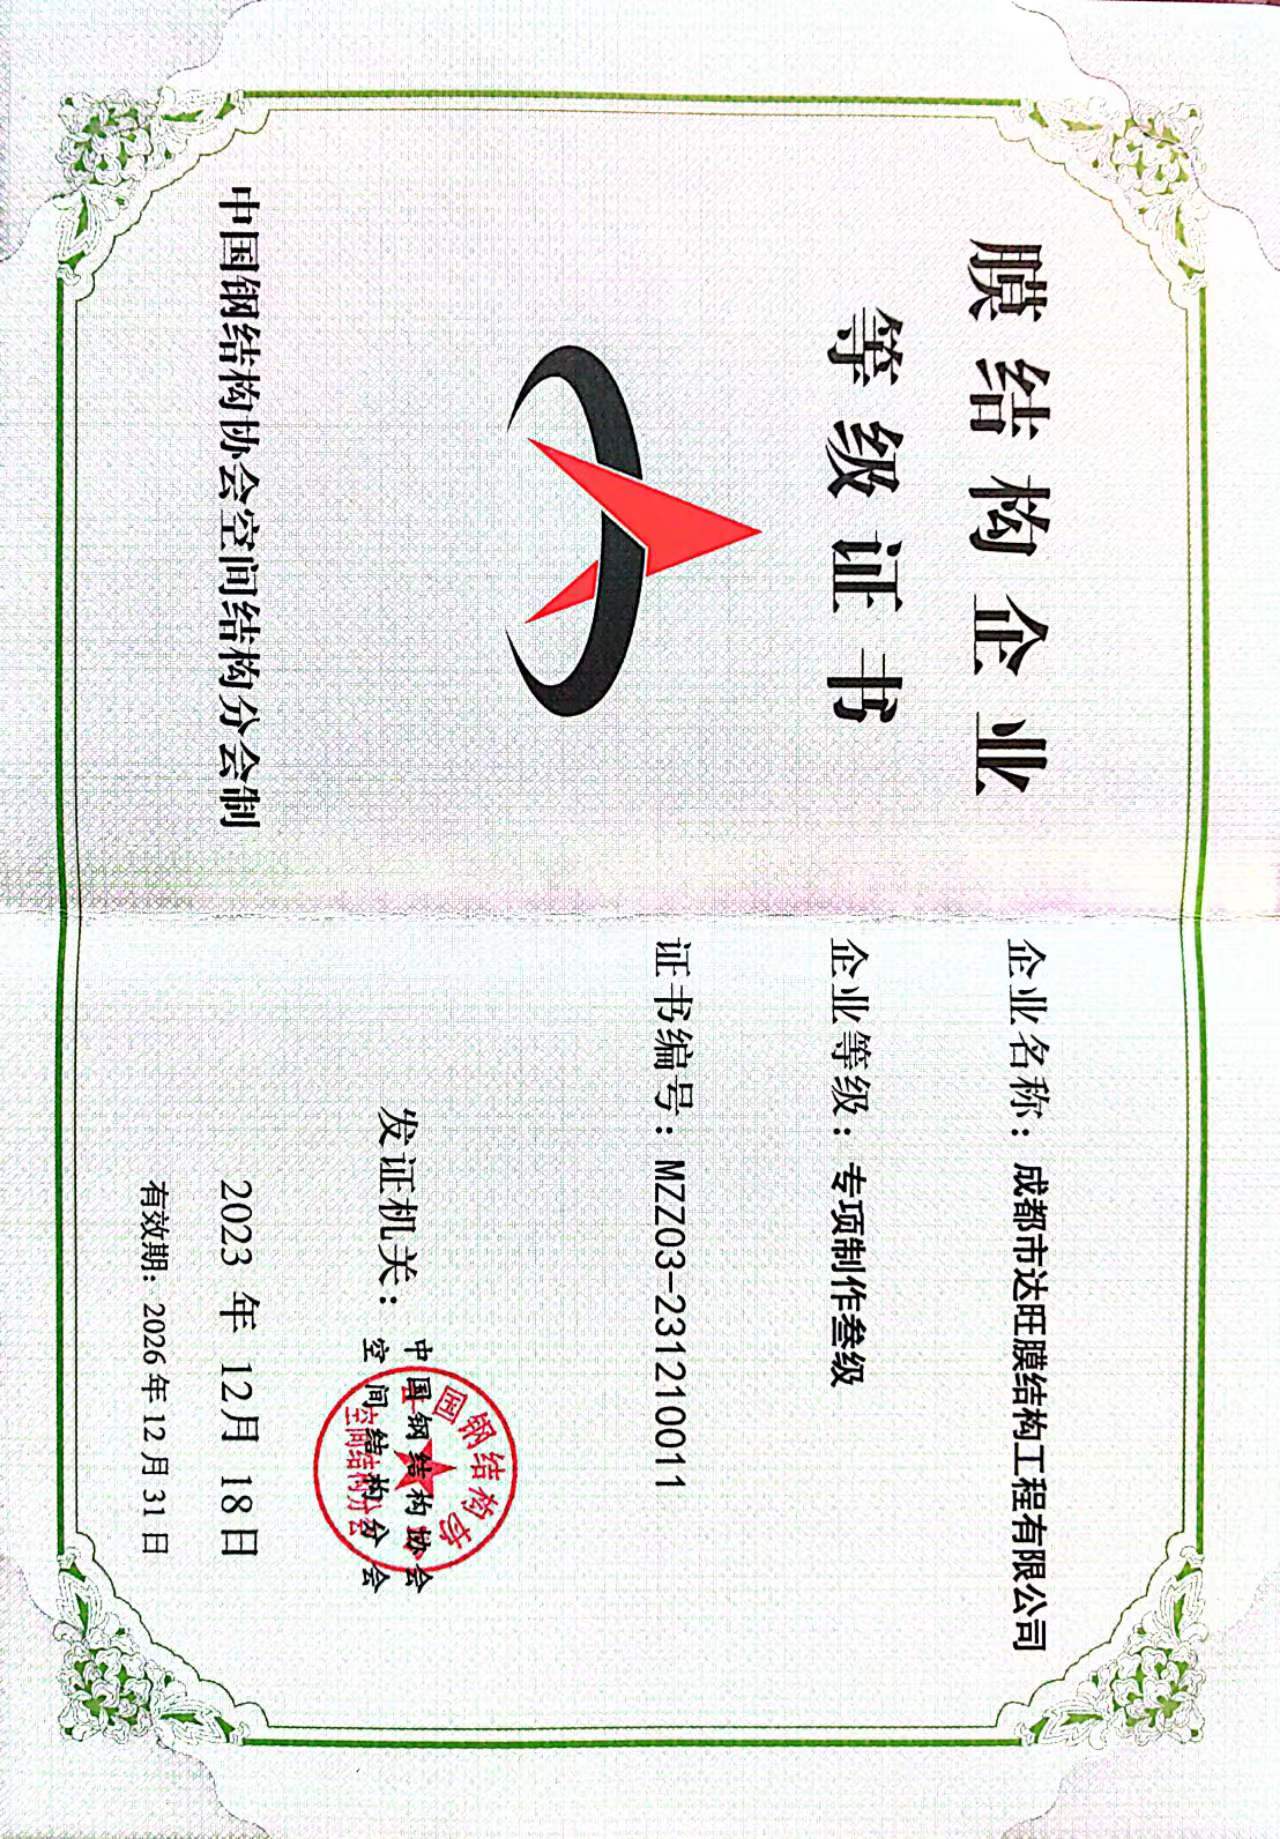 膜结构企业
等级证书
中国钢结构协会空间结构分会制
企业名称：成都市达旺膜结构工程有限公司
企业等级：专项制作叁级
证书编号：MZZ03-231210011
发证机关：
中国钢结构协会
空间结构分会
中国钢结构协会
空间结构分会
2023 年 12月 18日
有效期：2026年12月31日